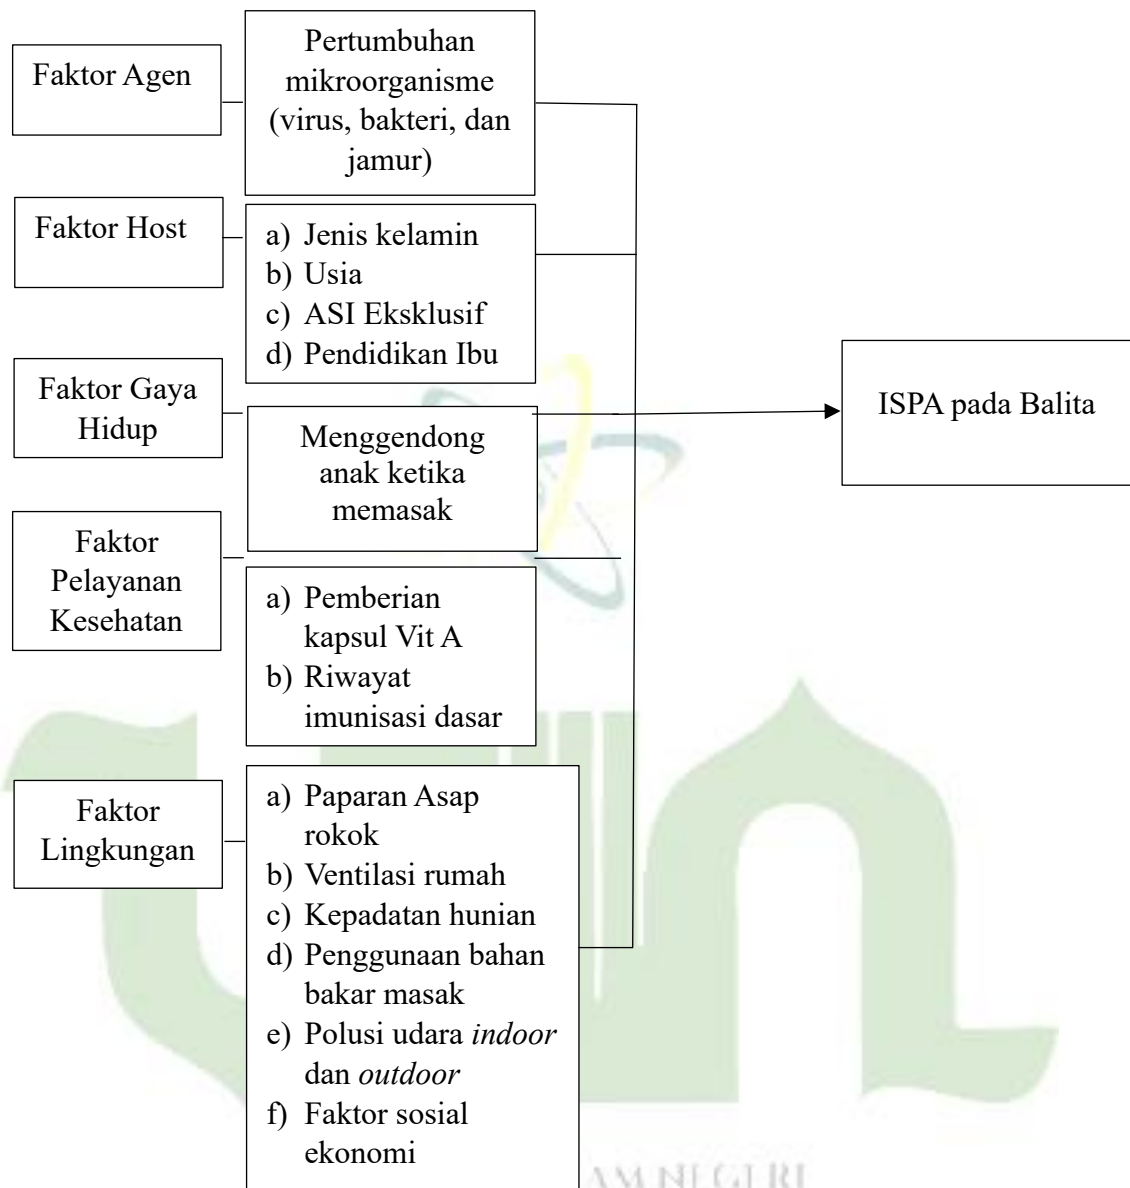 Faktor Agen
Pertumbuhan
mikroorganisme
(virus, bakteri, dan
jamur)
Faktor Host
a) Jenis kelamin
b) Usia
c) ASI Eksklusif
d) Pendidikan Ibu
Faktor Gaya
Hidup
Menggendong
anak ketika
memasak
Faktor
Pelayanan
Kesehatan
a) Pemberian
kapsul Vit A
b) Riwayat
imunisasi dasar
Faktor
Lingkungan
a) Paparan Asap
rokok
b) Ventilasi rumah
c) Kepadatan hunian
d) Penggunaan bahan
bakar masak
e) Polusi udara indoor
dan outdoor
f) Faktor sosial
ekonomi
ISPA pada Balita